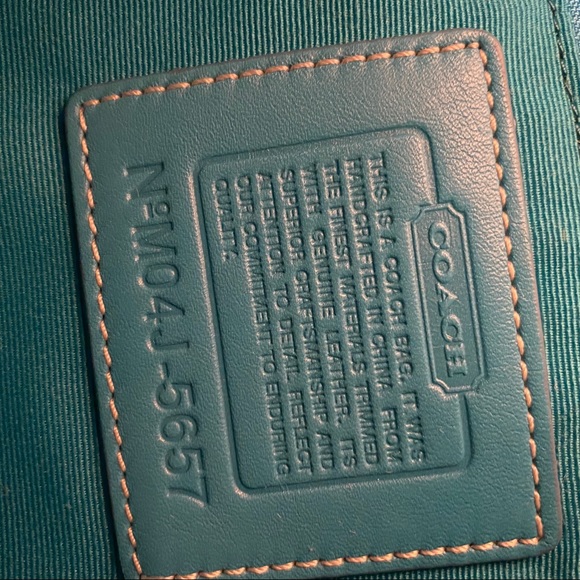 COACH
THIS IS A COACH BAG. IT WAS
HANDCRAFTED IN CHINA FROM
THE FINEST MATERIALS TRIMMED
WITH GENUINE LEATHER. ITS
SUPERIOR CRAFTSMANSHIP AND
ATTENTION TO DETAIL REFLECT
OUR COMMITMENT TO ENDURING
QUALITY.
NºM04J-5657